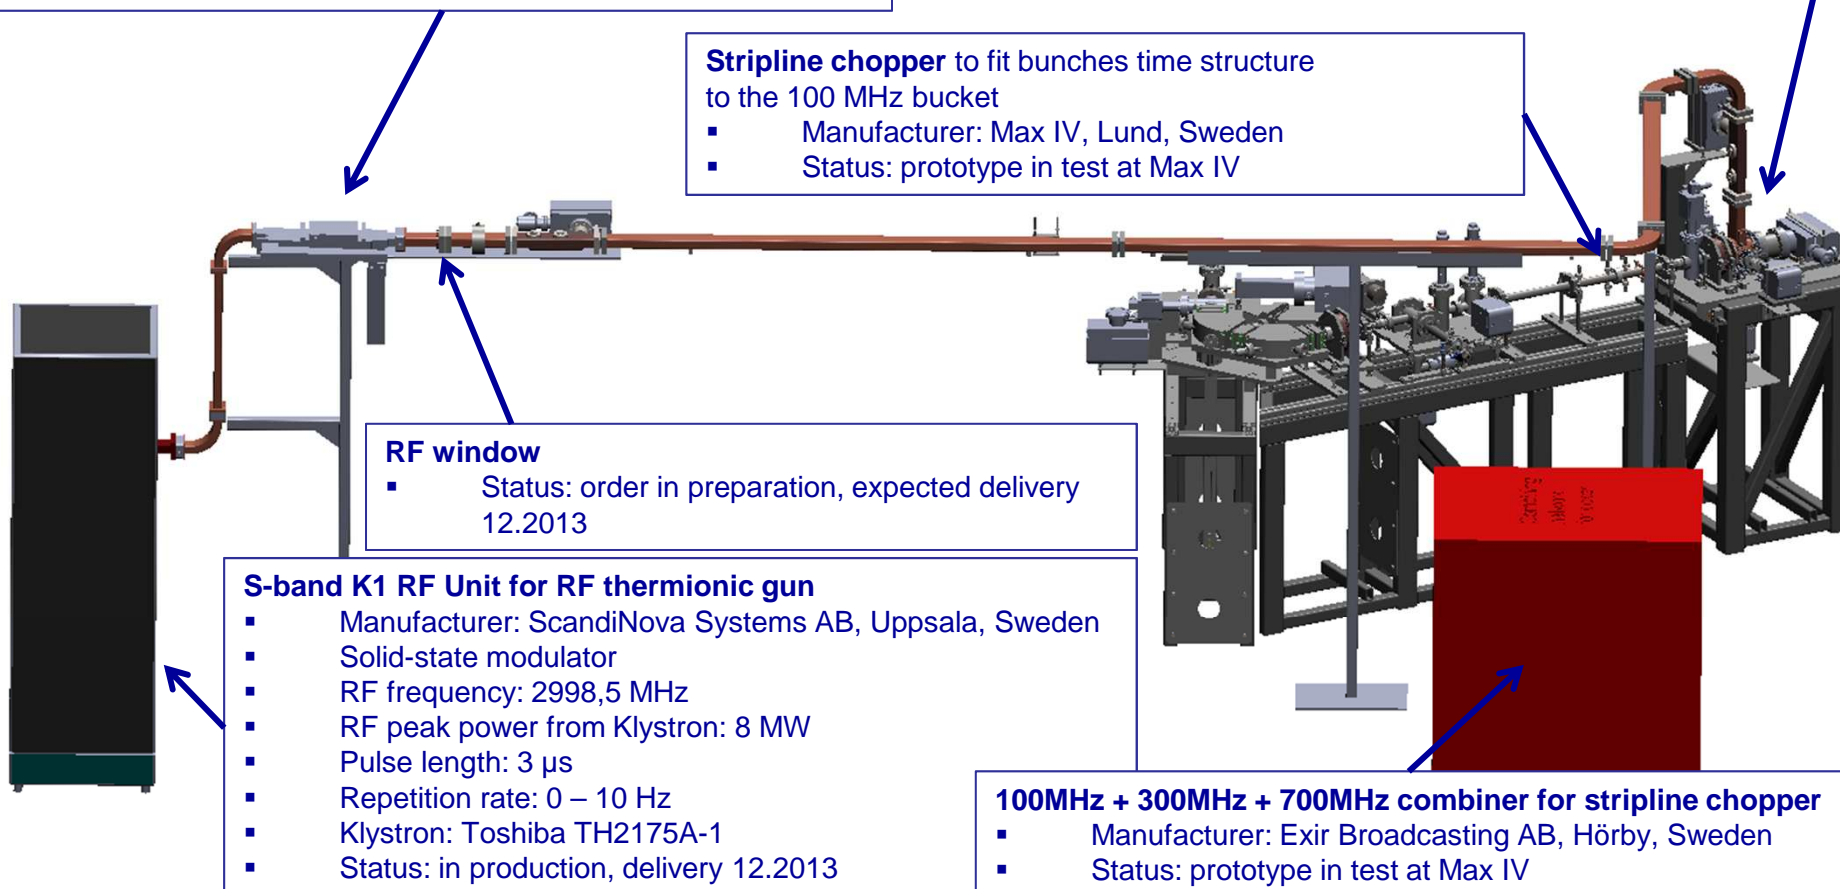 Stripline chopper to fit bunches time structure
to the 100 MHz bucket
▪ Manufacturer: Max IV, Lund, Sweden
▪ Status: prototype in test at Max IV
RF window
▪ Status: order in preparation, expected delivery
12.2013
S-band K1 RF Unit for RF thermionic gun
▪ Manufacturer: ScandiNova Systems AB, Uppsala, Sweden
▪ Solid-state modulator
▪ RF frequency: 2998,5 MHz
▪ RF peak power from Klystron: 8 MW
▪ Pulse length: 3 µs
▪ Repetition rate: 0 – 10 Hz
▪ Klystron: Toshiba TH2175A-1
▪ Status: in production, delivery 12.2013
100MHz + 300MHz + 700MHz combiner for stripline chopper
▪ Manufacturer: Exir Broadcasting AB, Hörby, Sweden
▪ Status: prototype in test at Max IV